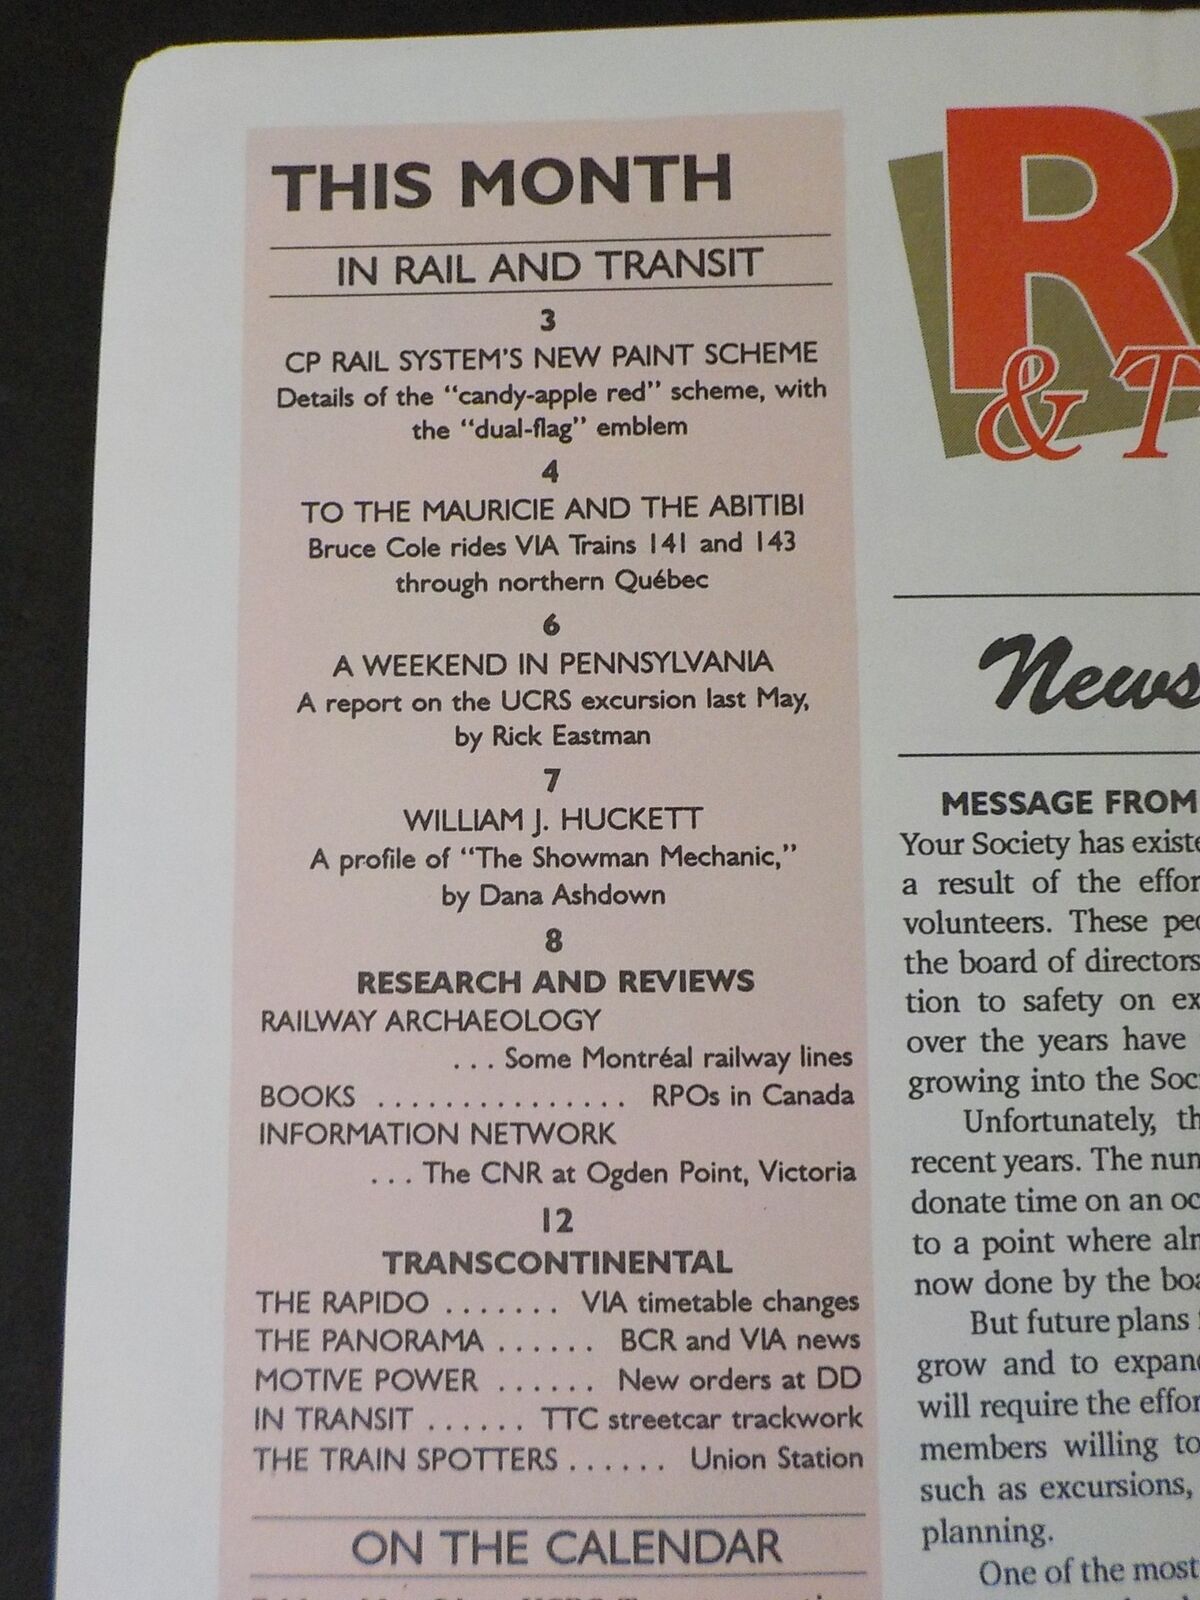 THIS MONTH
IN RAIL AND TRANSIT
3
CP RAIL SYSTEM'S NEW PAINT SCHEME
Details of the “candy-apple red” scheme, with
the “dual-flag” emblem
4
TO THE MAURICIE AND THE ABITIBI
Bruce Cole rides VIA Trains 141 and 143
through northern Québec
6
A WEEKEND IN PENNSYLVANIA
A report on the UCRS excursion last May,
by Rick Eastman
7
WILLIAM J. HUCKETT
A profile of “The Showman Mechanic,”
by Dana Ashdown
8
RESEARCH AND REVIEWS
RAILWAY ARCHAEOLOGY
. . . Some Montréal railway lines
BOOKS . . . . . . . . . . . . . . . RPOs in Canada
INFORMATION NETWORK
. . . The CNR at Ogden Point, Victoria
12
TRANSCONTINENTAL
THE RAPIDO . . . . . . . VIA timetable changes
THE PANORAMA . . . . . . BCR and VIA news
MOTIVE POWER . . . . . . New orders at DD
IN TRANSIT . . . . . . TTC streetcar trackwork
THE TRAIN SPOTTERS . . . . . . Union Station
ON THE CALENDAR
R
& T
News
MESSAGE FROM
Your Society has existe
a result of the effor
volunteers. These peo
the board of directors
tion to safety on ex
over the years have
growing into the Soc
Unfortunately, th
recent years. The num
donate time on an oc
to a point where alm
now done by the boa
But future plans
grow and to expand
will require the effor
members willing to
such as excursions,
planning.
One of the most